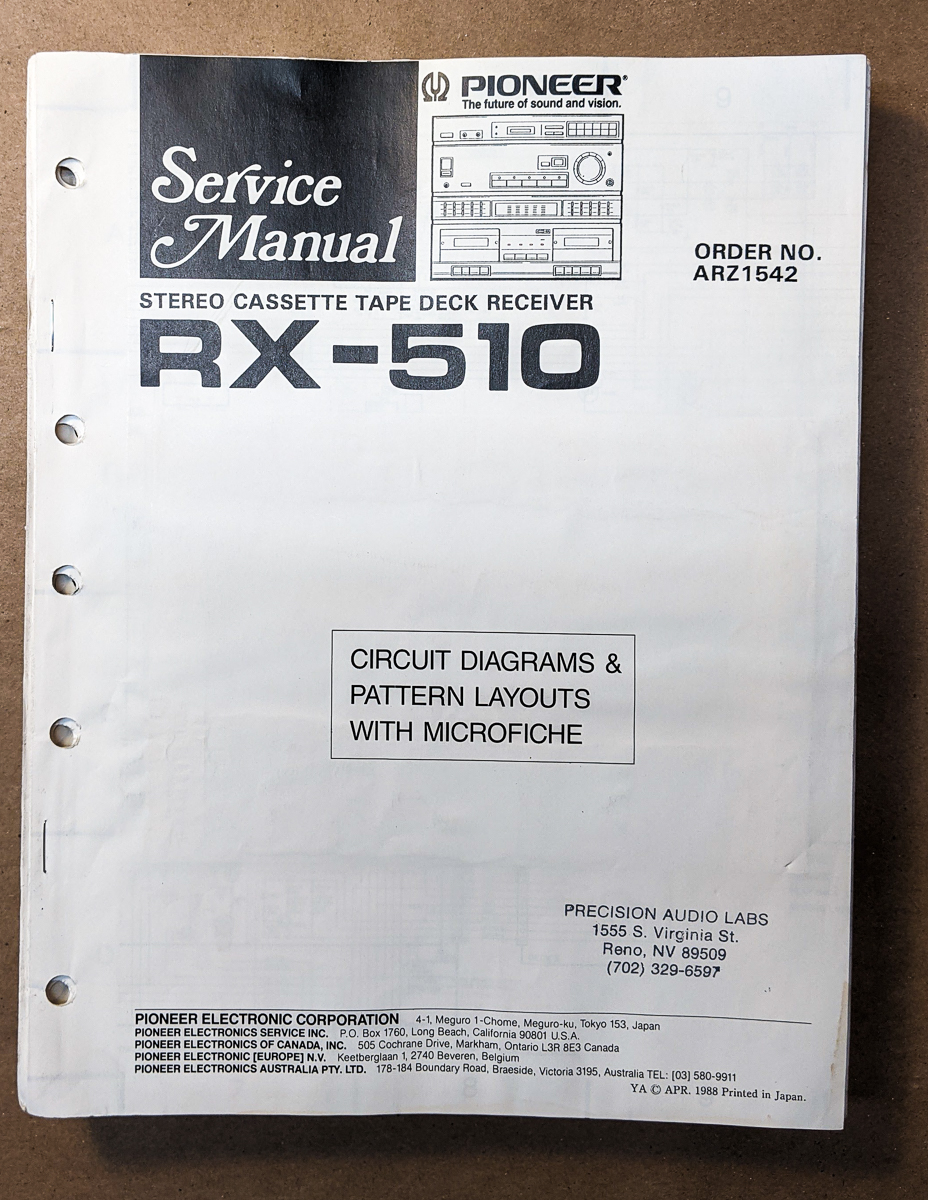 Service
Manual
PIONEER®
The future of sound and vision.
ORDER NO.
ARZ1542
STEREO CASSETTE TAPE DECK RECEIVER
RX-510
CIRCUIT DIAGRAMS &
PATTERN LAYOUTS
WITH MICROFICHE
PRECISION AUDIO LABS
1555 S. Virginia St.
Reno, NV 89509
(702) 329-6597
PIONEER ELECTRONIC CORPORATION 4-1, Meguro 1-Chome, Meguro-ku, Tokyo 153, Japan
PIONEER ELECTRONICS SERVICE INC. P.O. Box 1760, Long Beach, California 90801 U.S.A.
PIONEER ELECTRONICS OF CANADA, INC. 505 Cochrane Drive, Markham, Ontario L3R 8E3 Canada
PIONEER ELECTRONIC [EUROPE] N.V. Keetberglaan 1, 2740 Beveren, Belgium
PIONEER ELECTRONICS AUSTRALIA PTY. LTD. 178-184 Boundary Road, Braeside, Victoria 3195, Australia TEL: [03] 580-9911
YA © APR. 1988 Printed in Japan.